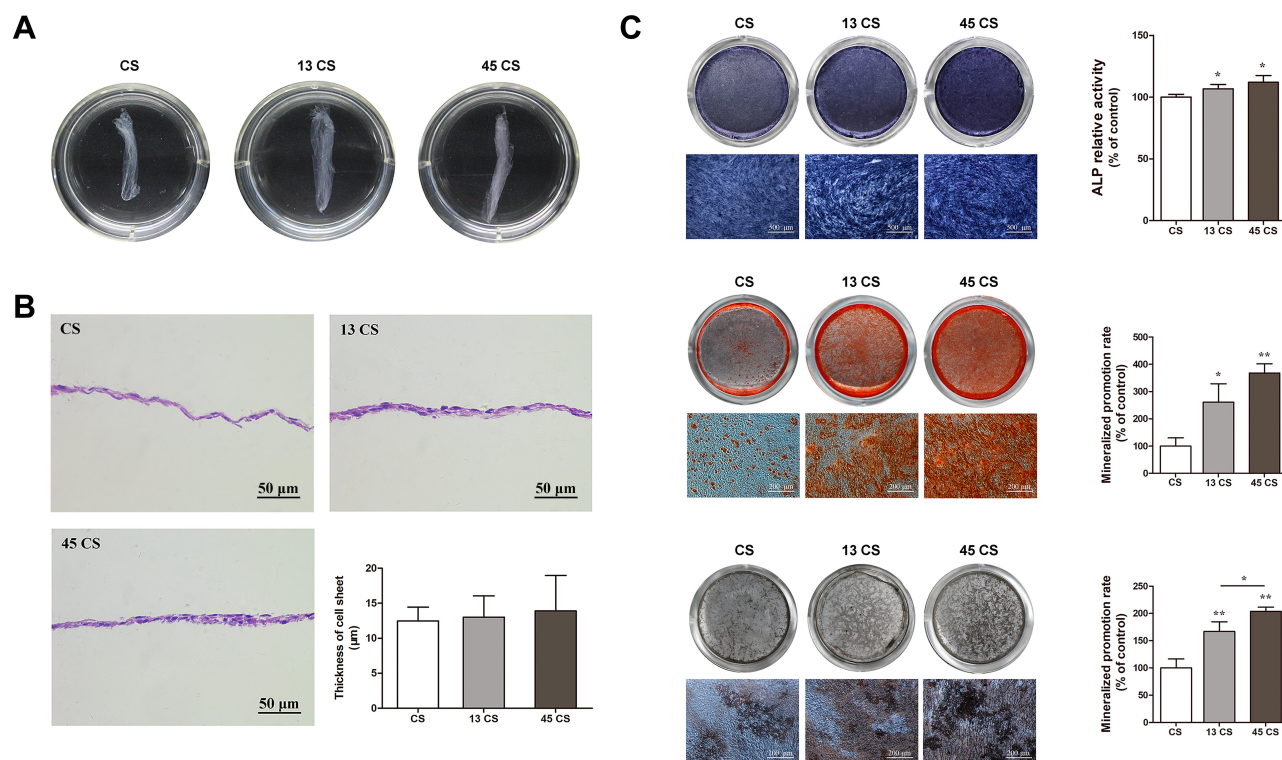 A
CS 13 CS 45 CS
B
CS
50 µm
13 CS
50 µm
45 CS
50 µm
Thickness of cell sheet
(µm)
20
15
10
5
0
CS 13 CS 45 CS
C
CS 13 CS 45 CS
500 µm 500 µm 500 µm
ALP relative activity
(% of control)
150
100
50
0
* *
CS 13 CS 45 CS
CS 13 CS 45 CS
200 µm 200 µm 200 µm
Mineralized promotion rate
(% of control)
500
400
300
200
100
0
* **
CS 13 CS 45 CS
CS 13 CS 45 CS
200 µm 200 µm 200 µm
Mineralized promotion rate
(% of control)
250
200
150
100
50
0
*
** **
CS 13 CS 45 CS